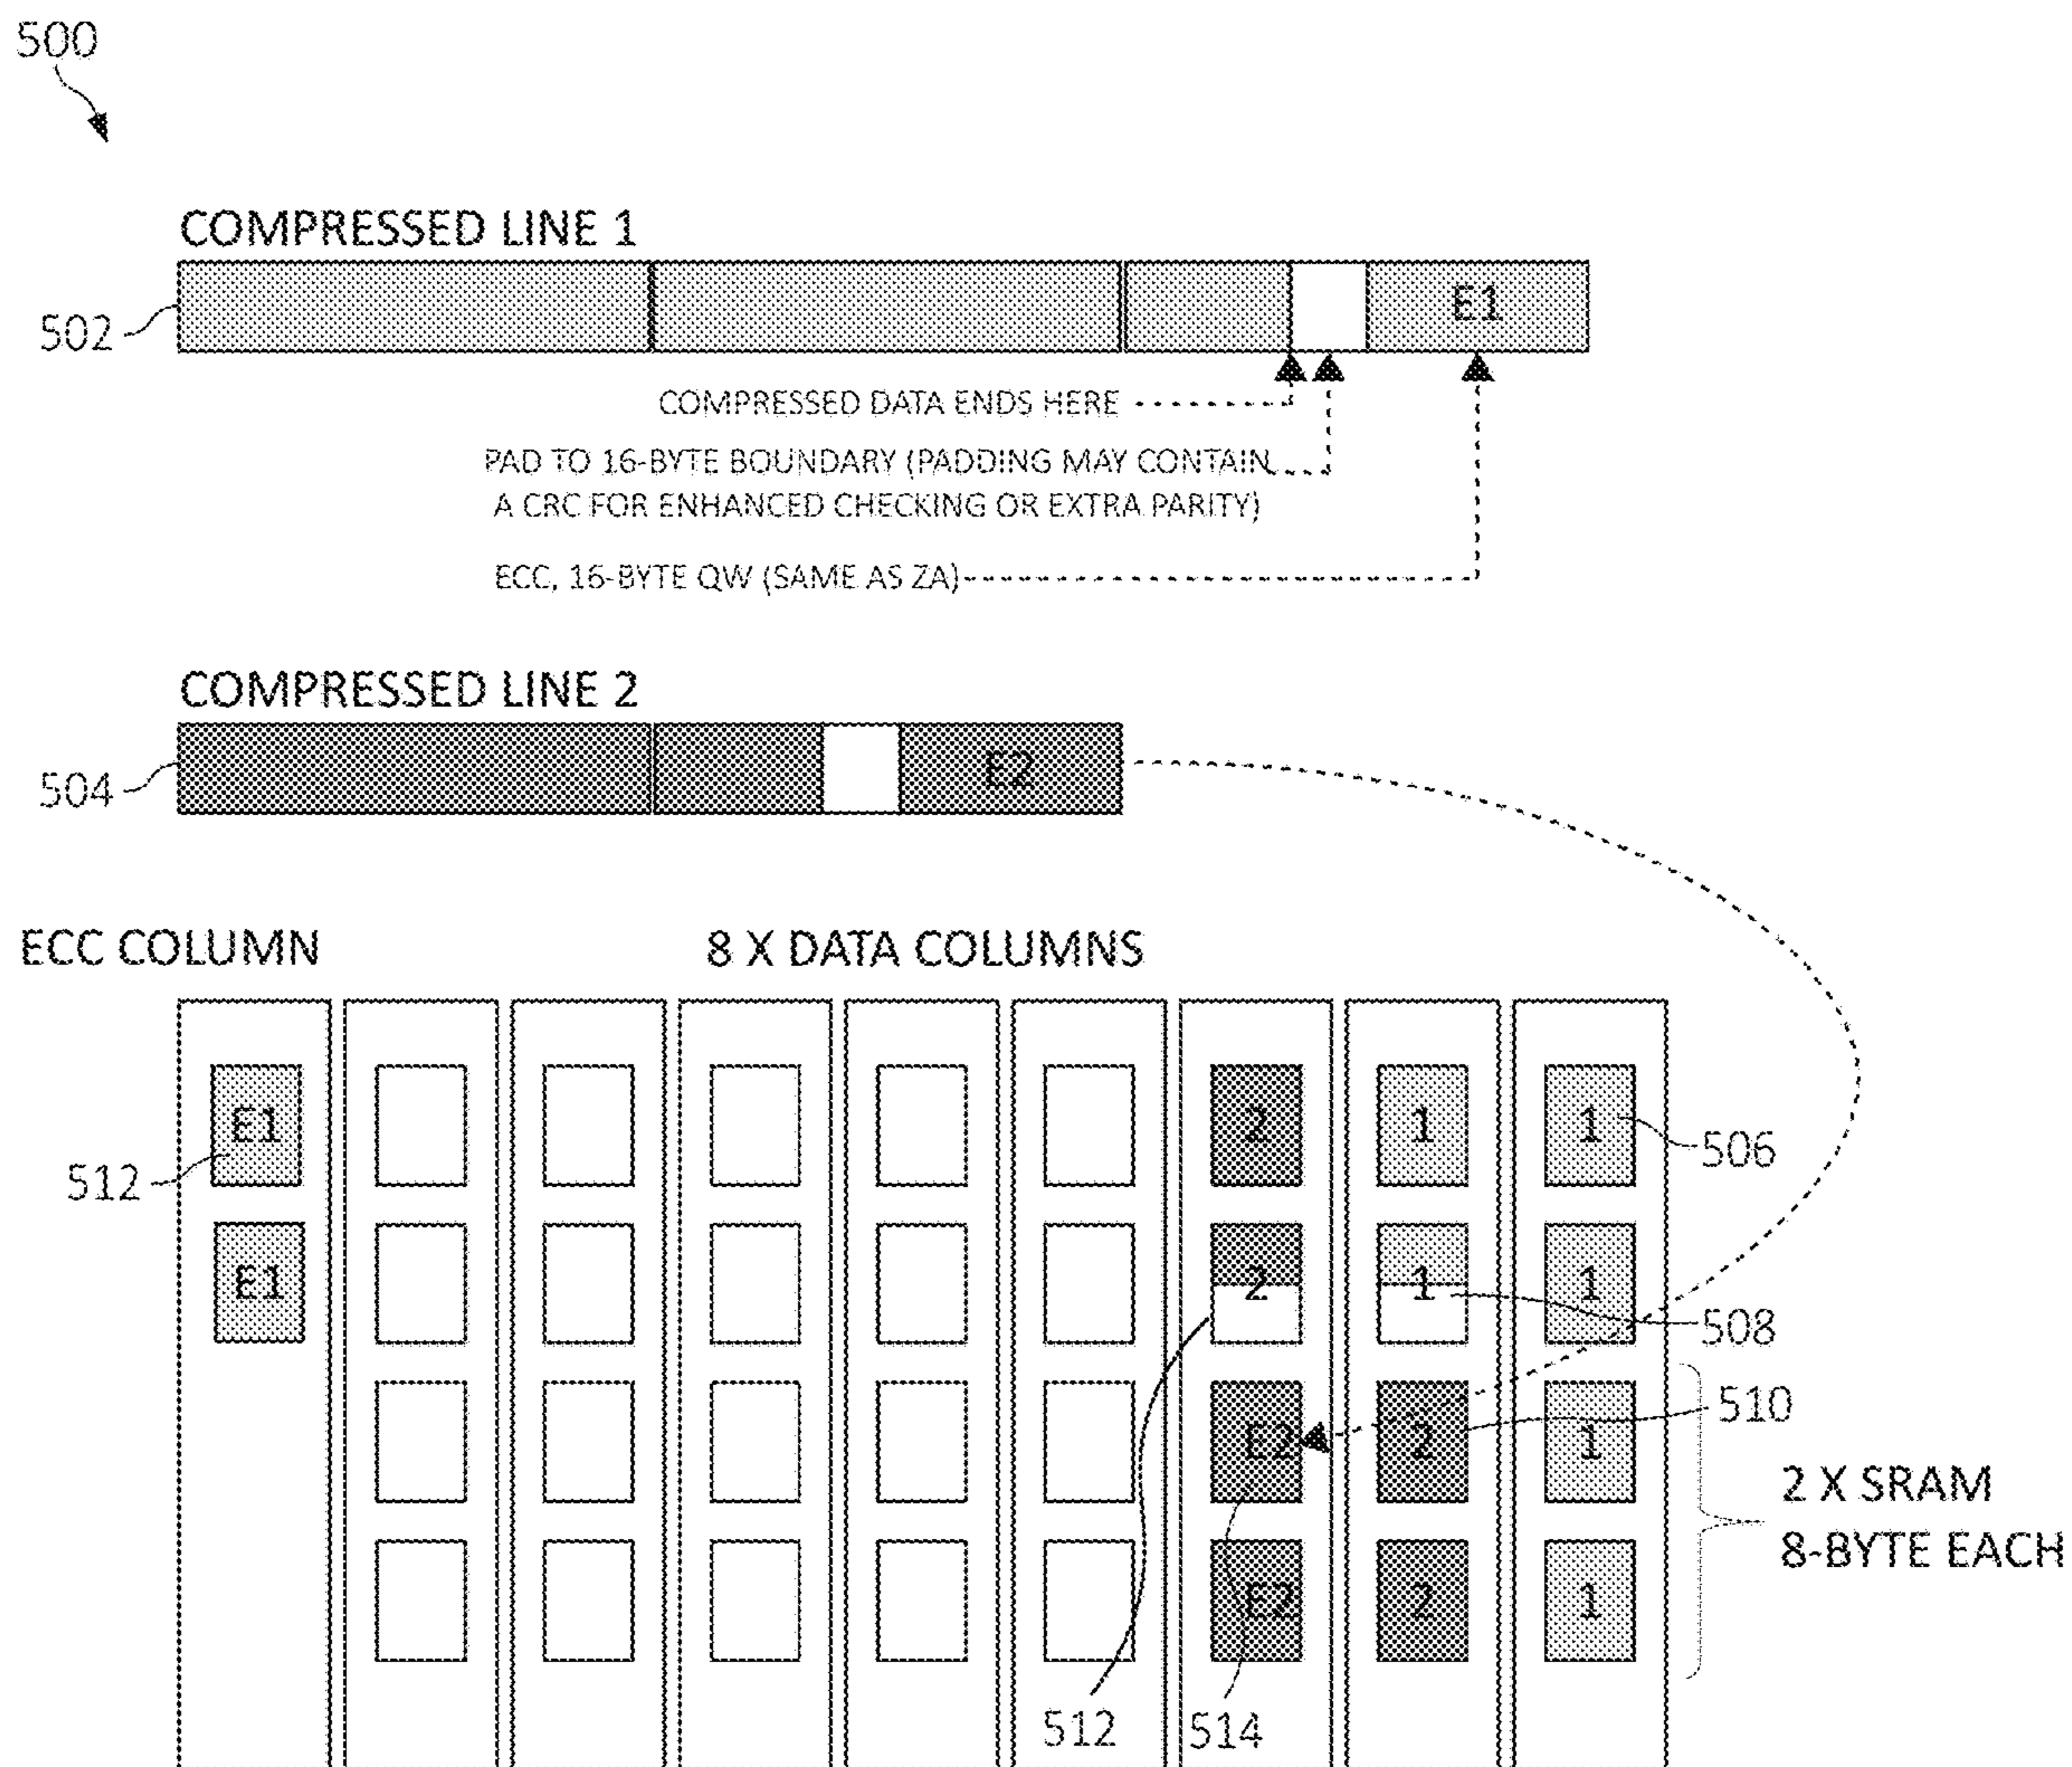 500
COMPRESSED LINE 1
E1
502
COMPRESSED DATA ENDS HERE
PAD TO 16-BYTE BOUNDARY (PADDING MAY CONTAIN
A CRC FOR ENHANCED CHECKING OR EXTRA PARITY)
ECC, 16-BYTE QW (SAME AS ZA)
COMPRESSED LINE 2
E2
504
ECC COLUMN
8 X DATA COLUMNS
E1 2 1 1 506
512
E1 2 1 1 508
E2 2 1 510
2 X SRAM
8-BYTE EACH
E2 2 1
512 514